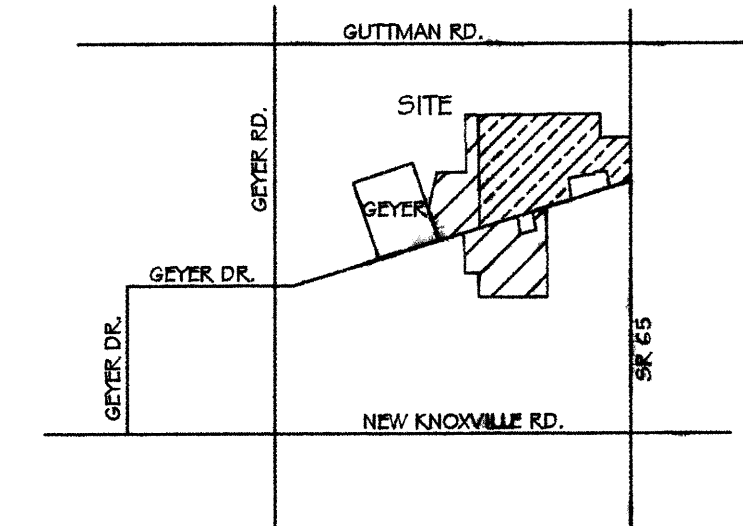 GUTTMAN RD.
SITE
GEYER RD.
GEYER
GEYER DR.
GEYER DR.
SR 65
NEW KNOXVILLE RD.